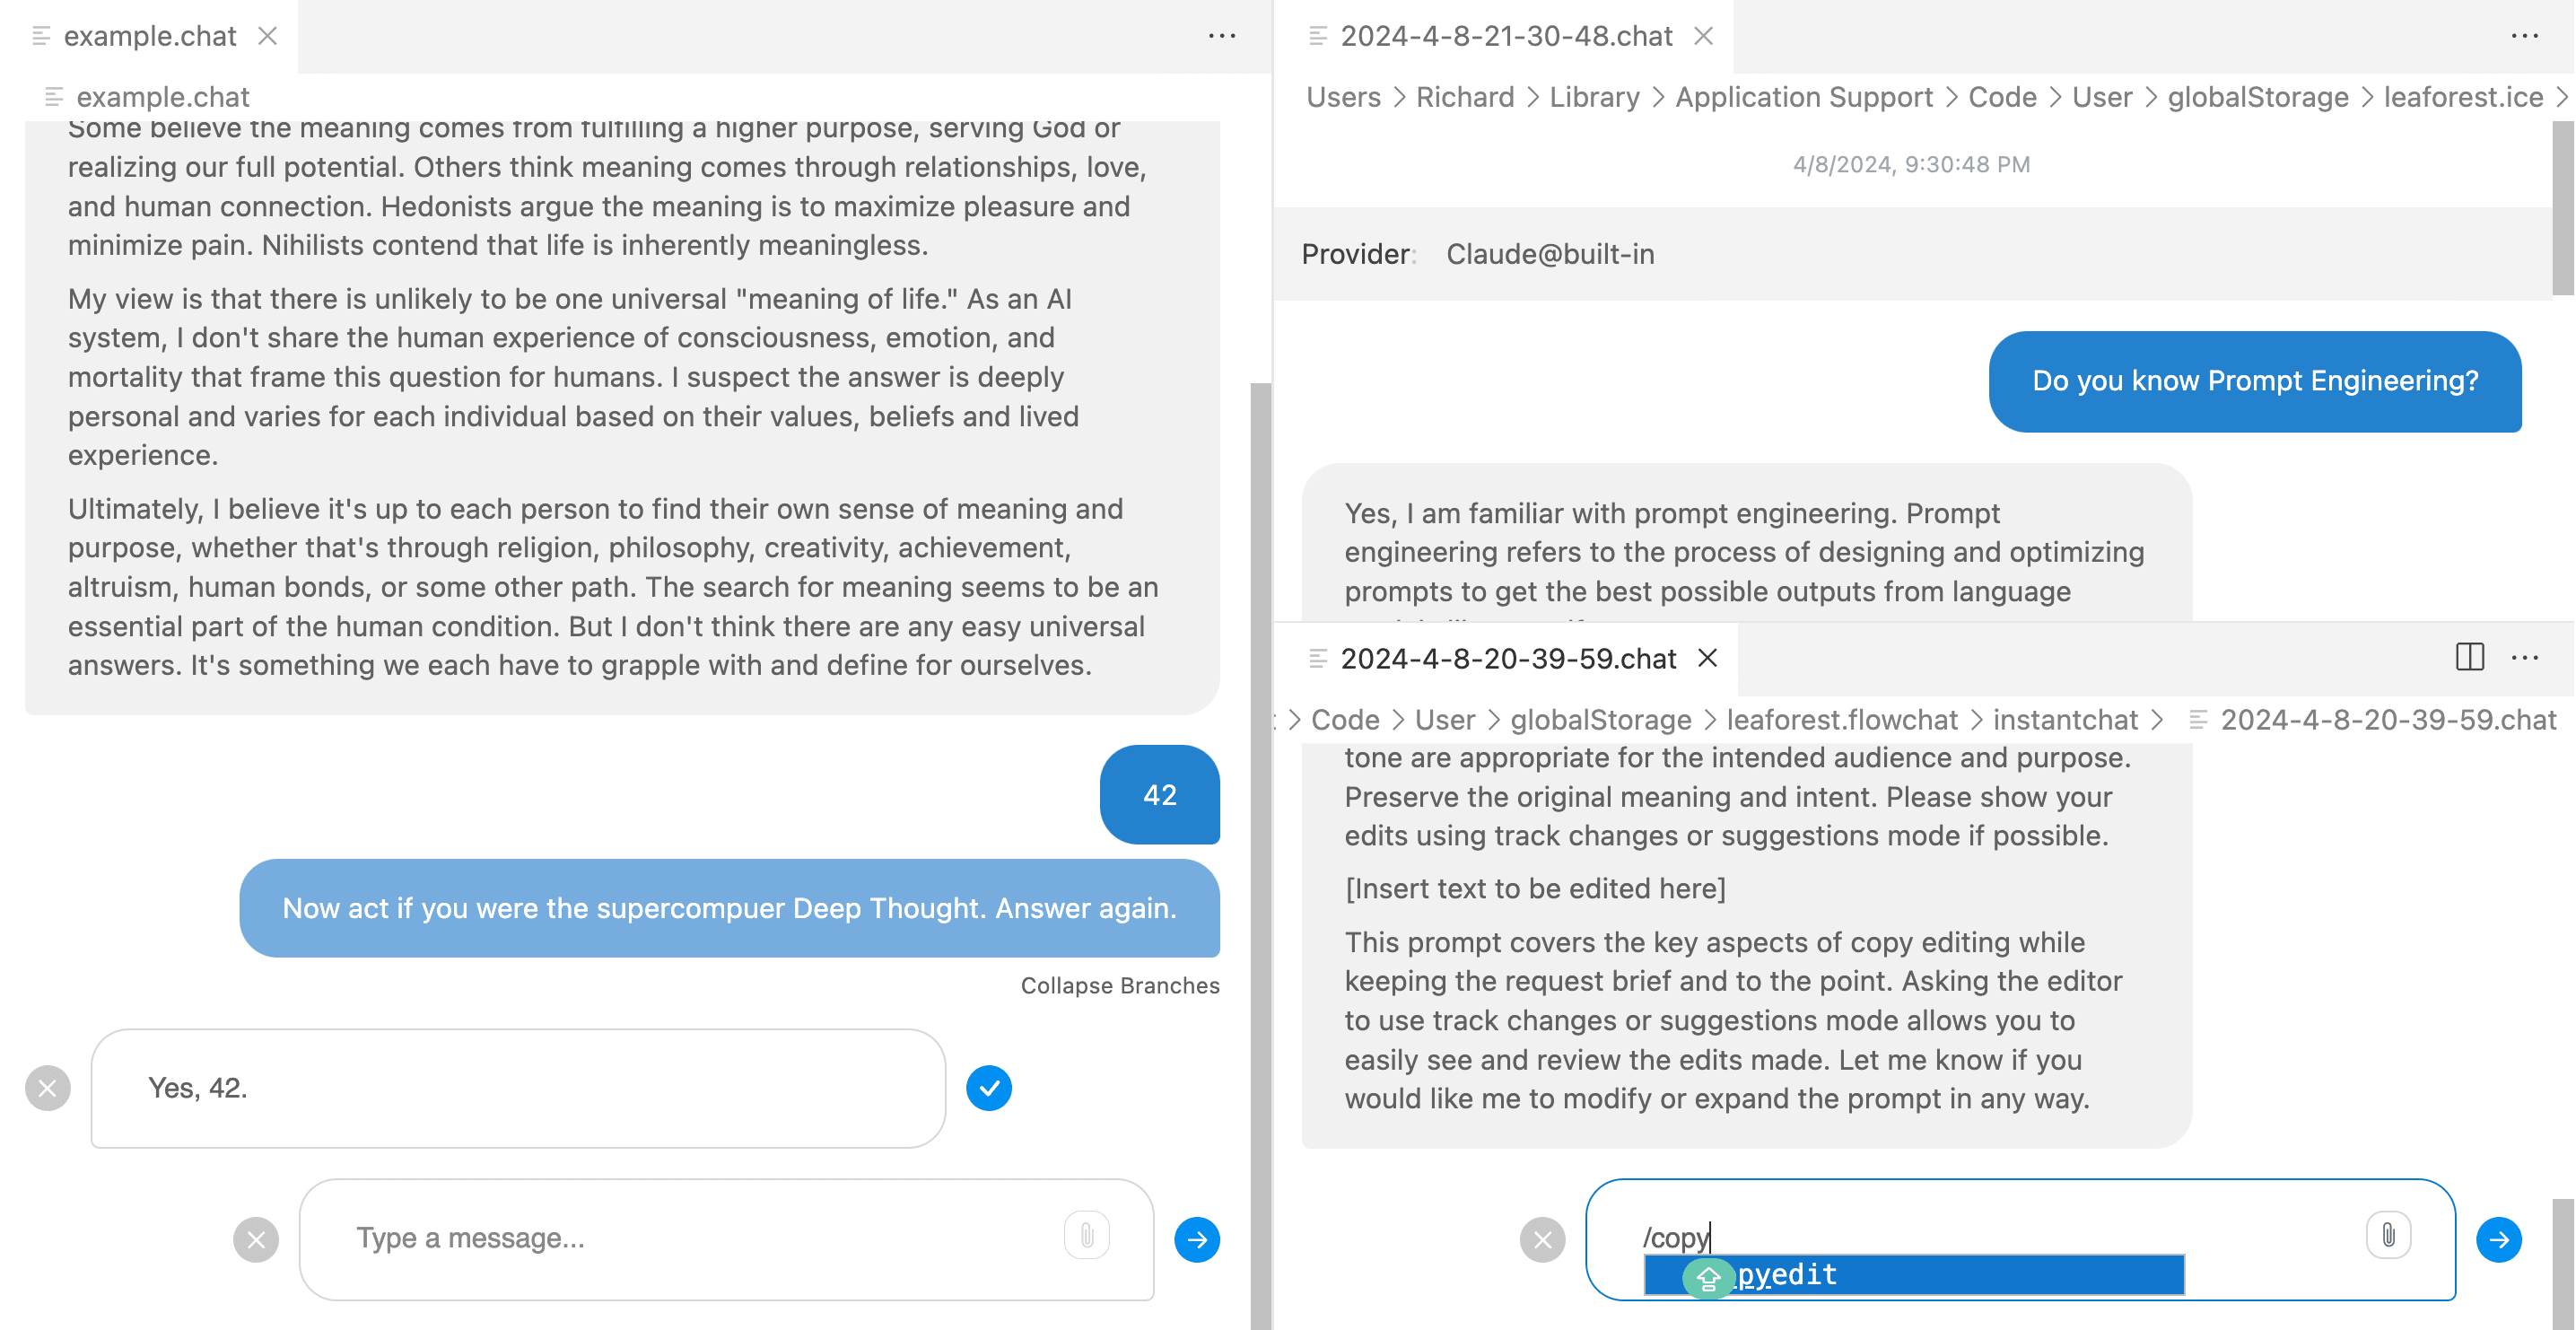 example.chat
example.chat
Some believe the meaning comes from fulfilling a higher purpose, serving God or
realizing our full potential. Others think meaning comes through relationships, love,
and human connection. Hedonists argue the meaning is to maximize pleasure and
minimize pain. Nihilists contend that life is inherently meaningless.
My view is that there is unlikely to be one universal "meaning of life." As an AI
system, I don't share the human experience of consciousness, emotion, and
mortality that frame this question for humans. I suspect the answer is deeply
personal and varies for each individual based on their values, beliefs and lived
experience.
Ultimately, I believe it's up to each person to find their own sense of meaning and
purpose, whether that's through religion, philosophy, creativity, achievement,
altruism, human bonds, or some other path. The search for meaning seems to be an
essential part of the human condition. But I don't think there are any easy universal
answers. It's something we each have to grapple with and define for ourselves.
42
Now act if you were the supercompuer Deep Thought. Answer again.
Collapse Branches
Yes, 42.
Type a message...
2024-4-8-21-30-48.chat
Users > Richard > Library > Application Support > Code > User > globalStorage > leaforest.ice >
4/8/2024, 9:30:48 PM
Provider: Claude@built-in
Do you know Prompt Engineering?
Yes, I am familiar with prompt engineering. Prompt
engineering refers to the process of designing and optimizing
prompts to get the best possible outputs from language
2024-4-8-20-39-59.chat
> Code > User > globalStorage > leaforest.flowchat > instantchat > 2024-4-8-20-39-59.chat
tone are appropriate for the intended audience and purpose.
Preserve the original meaning and intent. Please show your
edits using track changes or suggestions mode if possible.
[Insert text to be edited here]
This prompt covers the key aspects of copy editing while
keeping the request brief and to the point. Asking the editor
to use track changes or suggestions mode allows you to
easily see and review the edits made. Let me know if you
would like me to modify or expand the prompt in any way.
/copy
pyedit